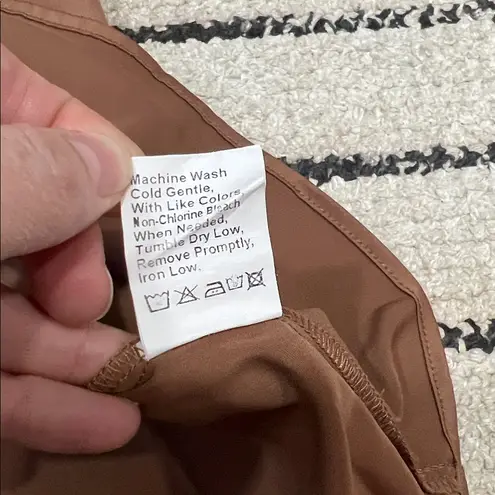 Machine Wash
Cold Gentle,
With Like Colors
Non-Chlorine Bleach
When Needed,
Tumble Dry Low,
Remove Promptly,
Iron Low.